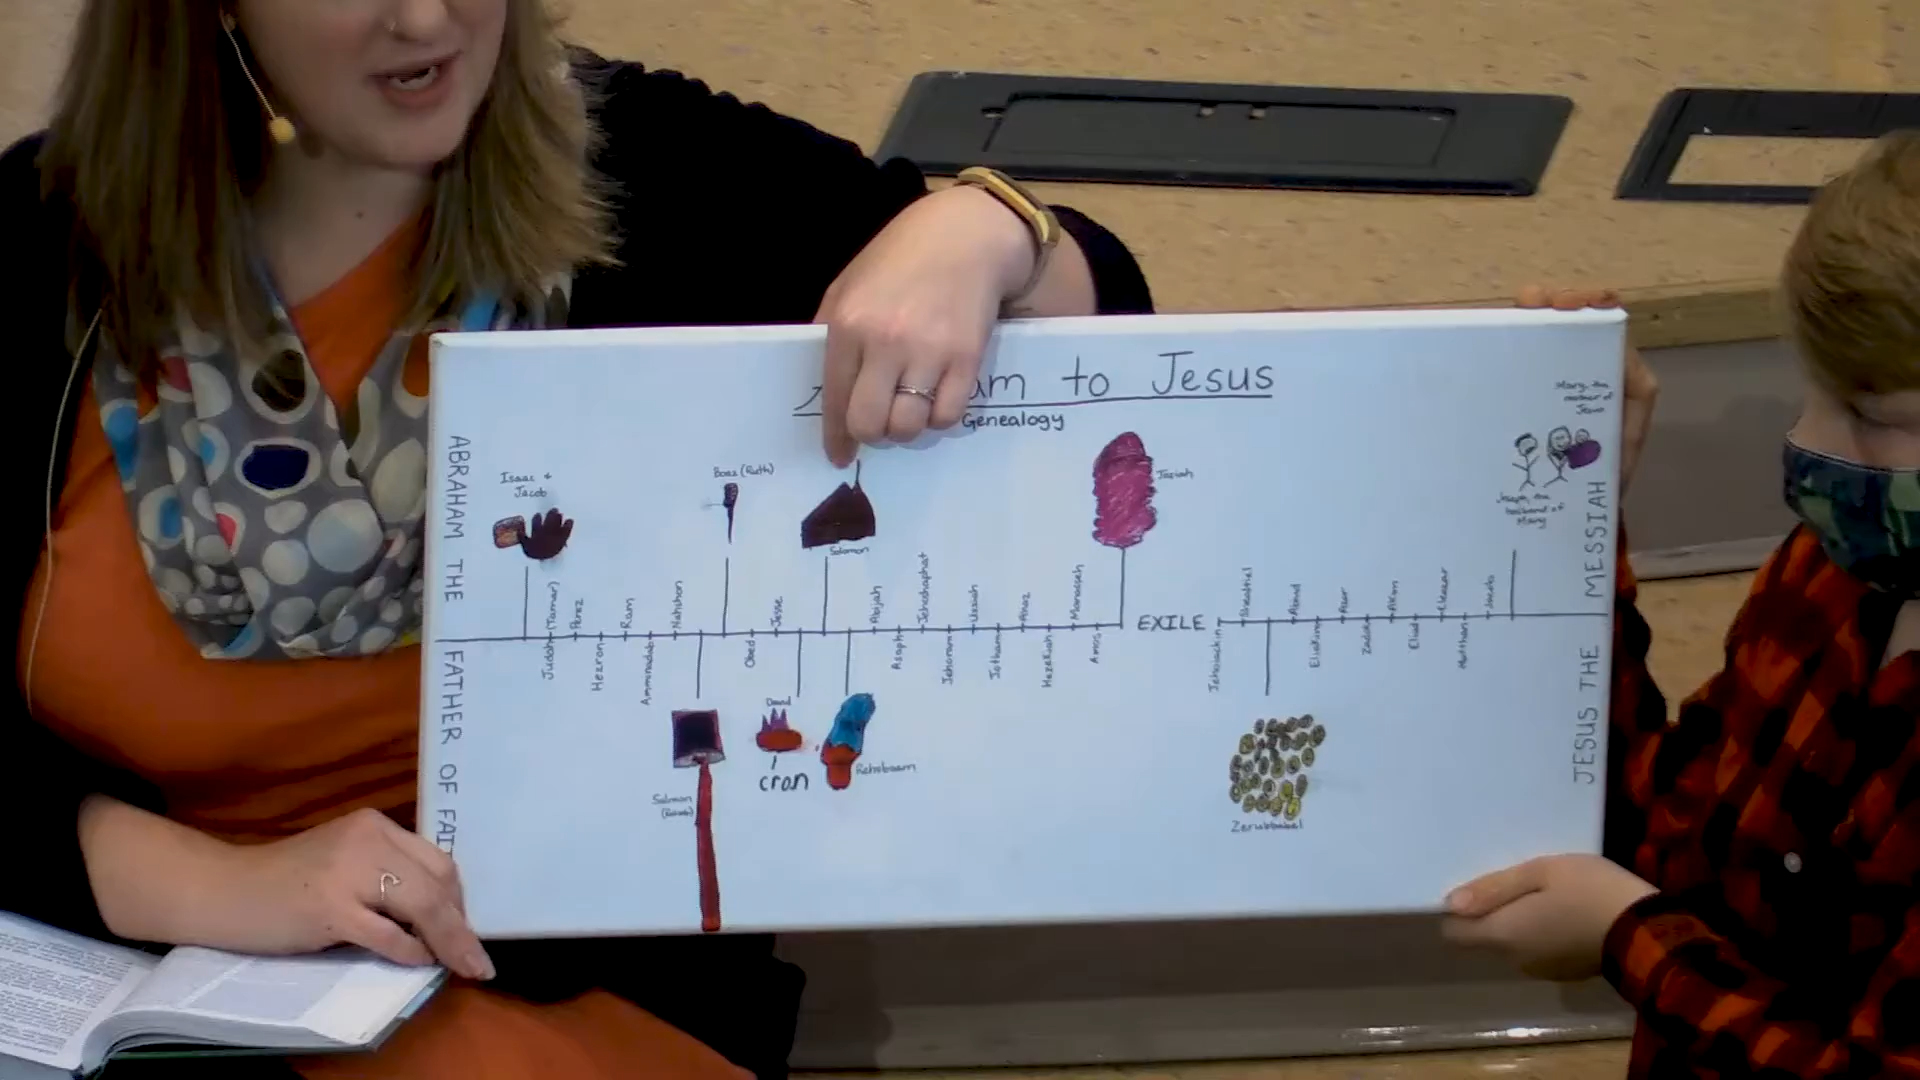 am to Jesus
Genealogy
ABRAHAM THE
FATHER OF FAIT
Isaac +
Jacob
Judah (Tamar)
Perez
Hezron
Ram
Amminadab
Nahshon
Salmon
Boaz (Ruth)
Obed
Jesse
David
cron
Solomon
Rehoboam
Abijah
Asaph
Jehoshaphat
Jehoram
Uzziah
Jotham
Ahaz
Hezekiah
Manasseh
Amos
Josiah
EXILE
Jehoiachin
Shealtiel
Zerubbabel
Abiud
Eliakim
Azor
Zadok
Akim
Eliud
Eleazar
Matthan
Jacob
Joseph, the
husband of
Mary
Mary, the
mother of
Jesus
JESUS THE
MESSIAH